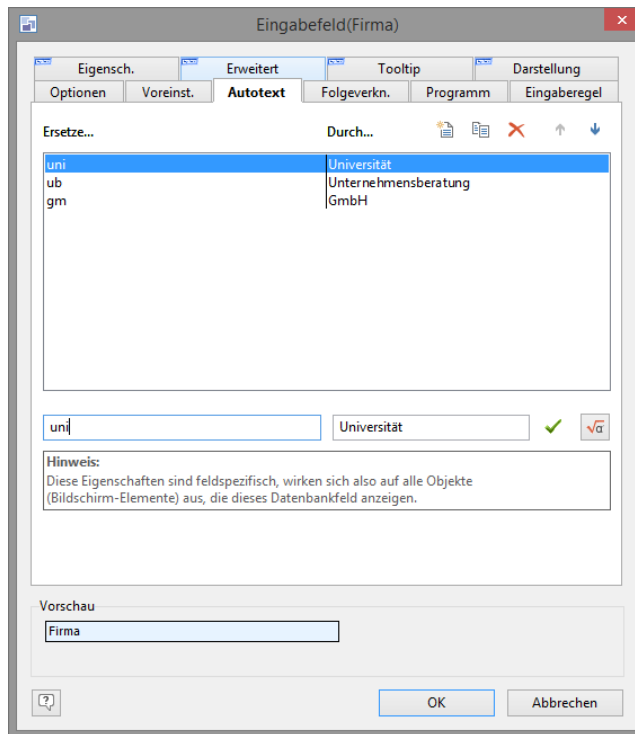 Eingabefeld(Firma)
Eigensch. Erweitert Tooltip Darstellung
Optionen Voreinst. Autotext Folgeverkn. Programm Eingaberegel
Ersetze... Durch...
uni Universität
ub Unternehmensberatung
gm GmbH
uni Universität √α
Hinweis:
Diese Eigenschaften sind feldspezifisch, wirken sich also auf alle Objekte
(Bildschirm-Elemente) aus, die dieses Datenbankfeld anzeigen.
Vorschau
Firma
OK Abbrechen